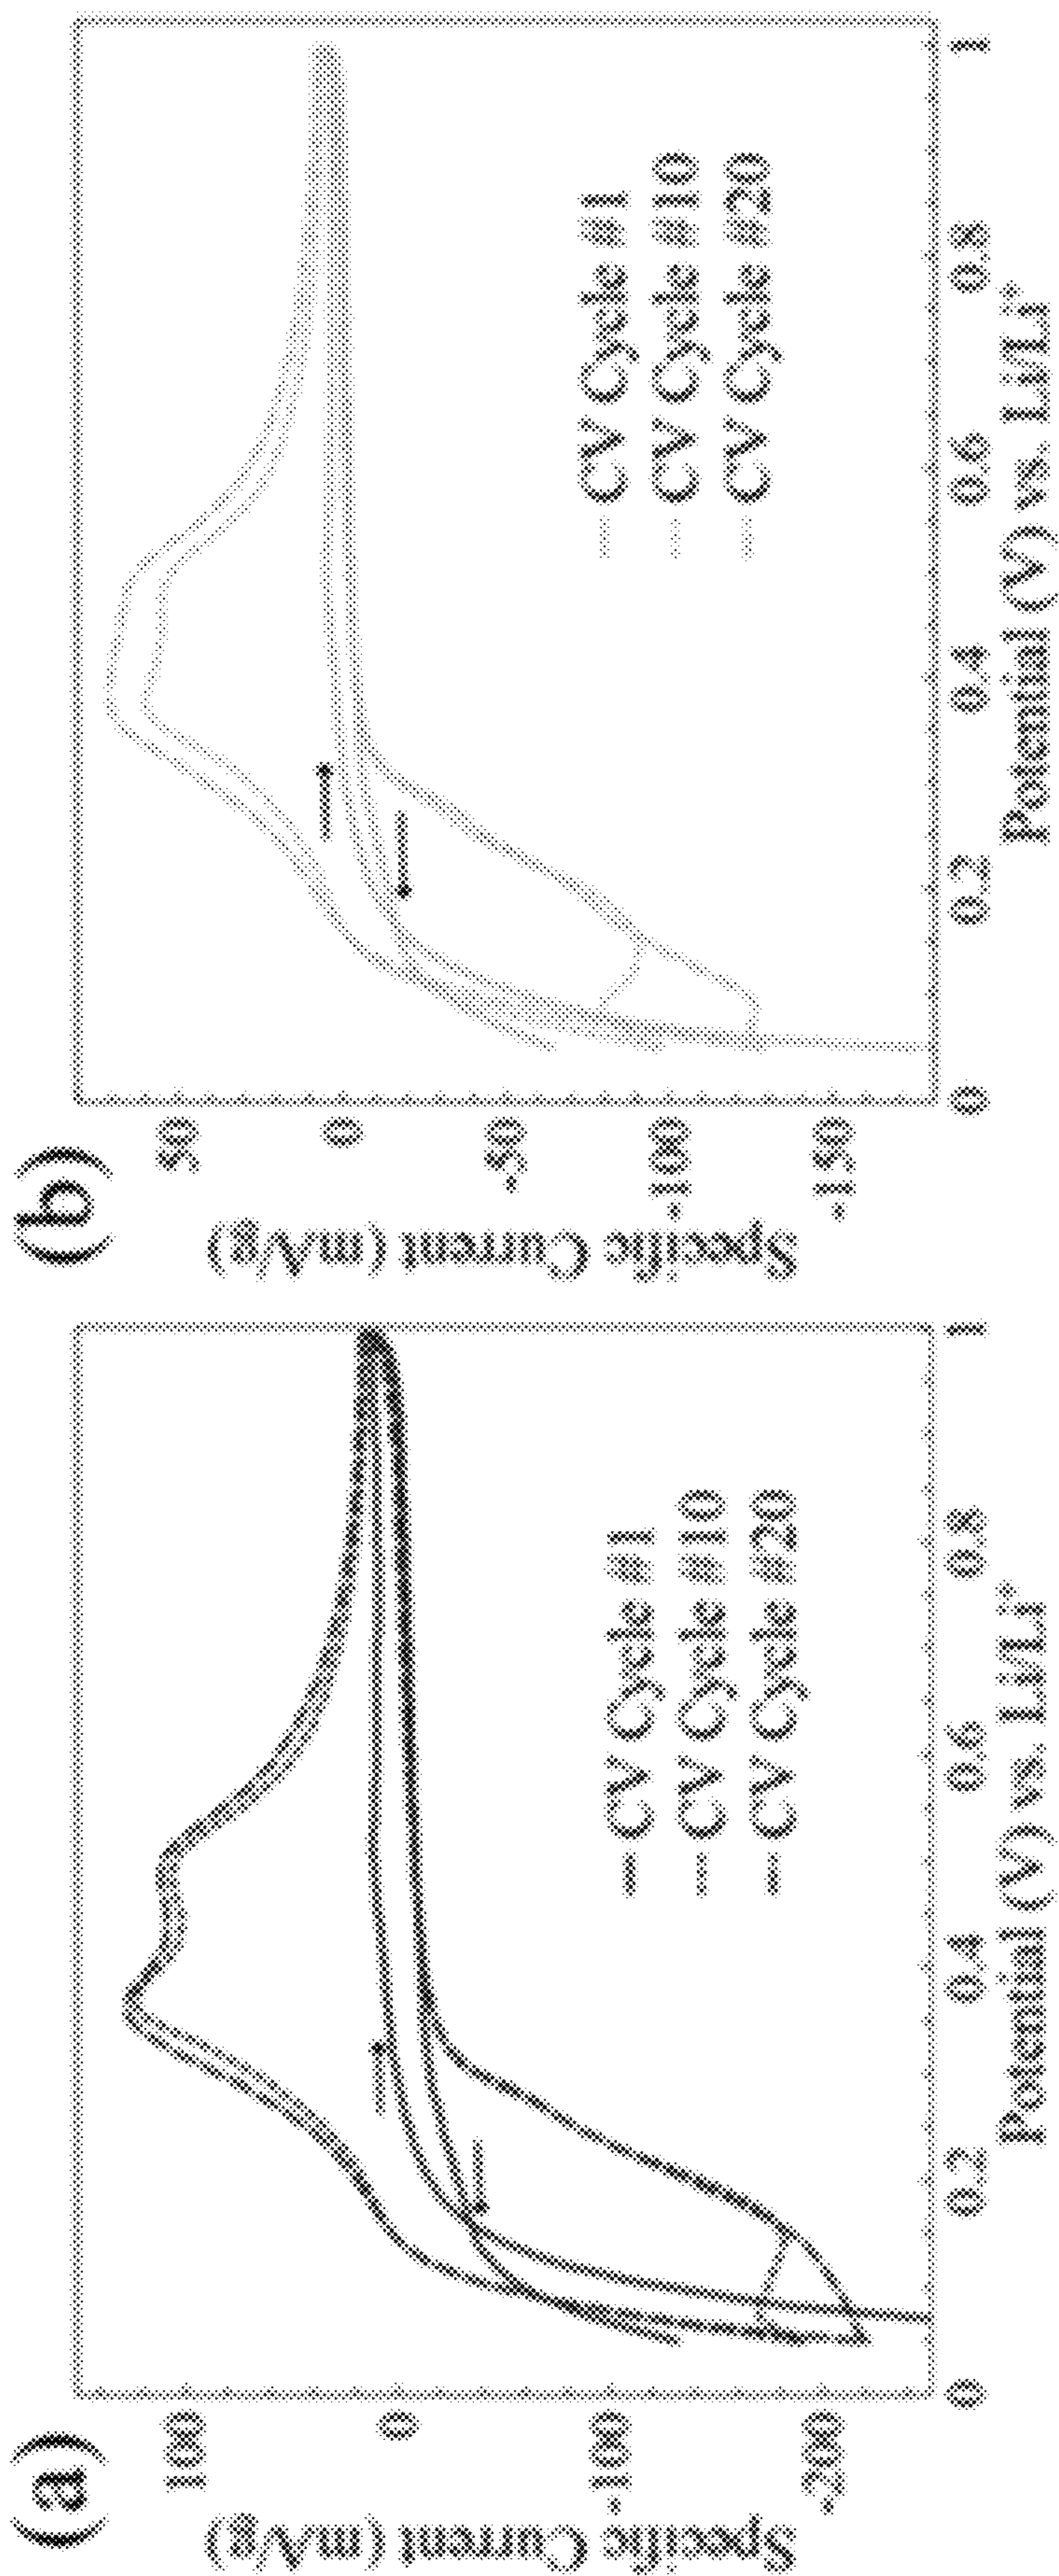 (a)
Specific Current (mA/g)
100
0
-100
-200
CV Cycle #1
CV Cycle #10
CV Cycle #20
0
0.2
0.4
0.6
0.8
1
Potential (V) vs. Li/Li⁺
(b)
Specific Current (mA/g)
50
0
-50
-100
-150
CV Cycle #1
CV Cycle #10
CV Cycle #20
0
0.2
0.4
0.6
0.8
1
Potential (V) vs. Li/Li⁺